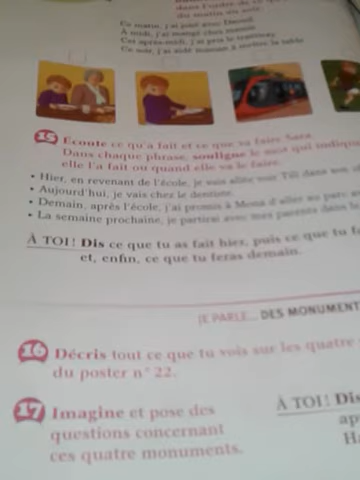 du matin au soir.
Ce matin, j'ai joué avec
À midi, j'ai mangé chez mamie.
Cet après-midi, j'ai pris le tramway.
Ce soir, j'ai aidé maman à mettre la table.
15 Écoute ce qu'a fait et ce que va faire Sara.
Dans chaque phrase, souligne le mot qui indique
elle l'a fait ou quand elle va le faire.
• Hier, en revenant de l'école, je suis allée voir Titi dans son
• Aujourd'hui, je vais chez le dentiste.
• Demain, après l'école, j'ai promis à Mona d'aller au parc
• La semaine prochaine, je partirai avec mes parents dans le
À TOI ! Dis ce que tu as fait hier, puis ce que tu
et, enfin, ce que tu feras demain.
JE PARLE... DES MONUMENT
16 Décris tout ce que tu vois sur les quatre
du poster n° 22.
17 Imagine et pose des
questions concernant
ces quatre monuments.
À TOI ! Dis